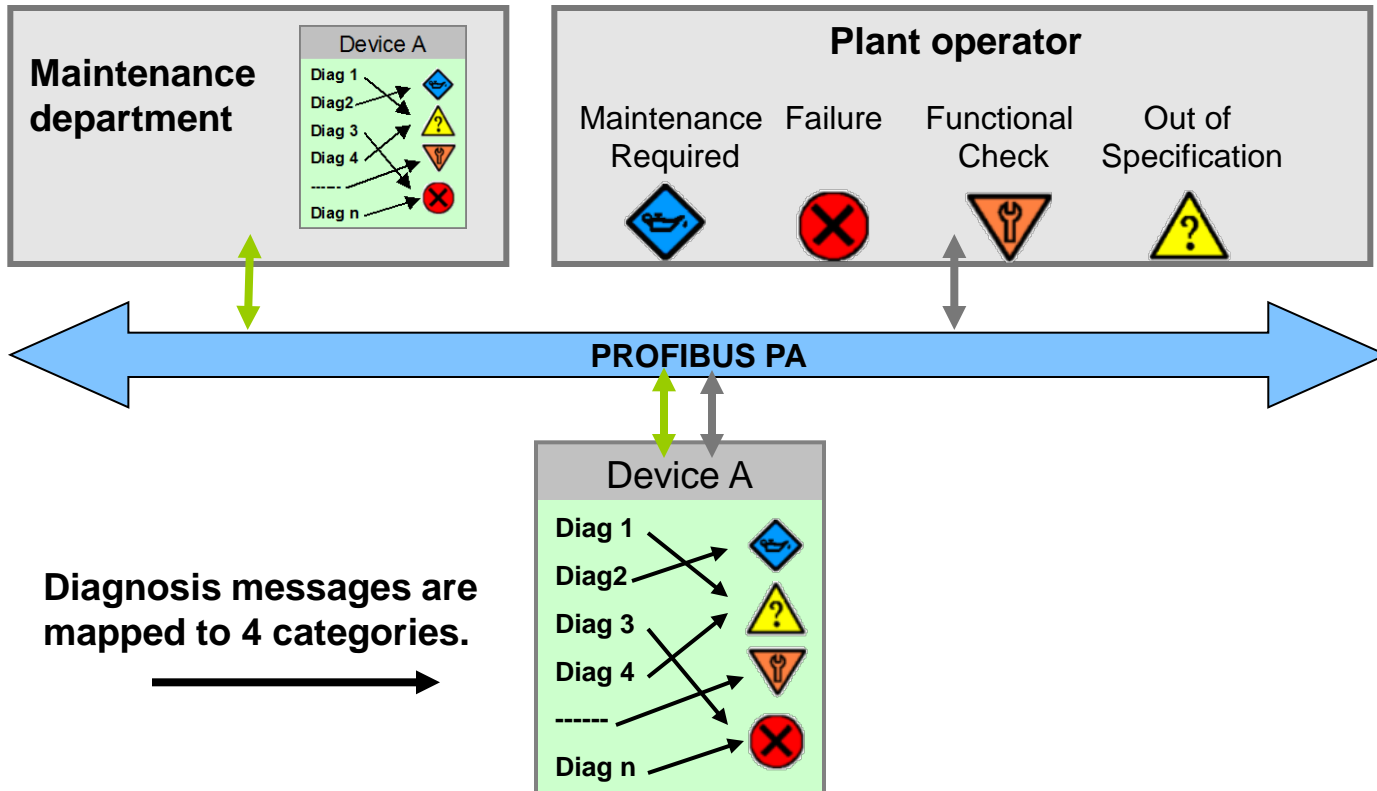 Maintenance
department
Device A
Diag 1
Diag2
Diag 3
Diag 4
------
Diag n
Plant operator
Maintenance
Required
Failure
Functional
Check
Out of
Specification
?
?
PROFIBUS PA
Device A
Diag 1
Diag2
Diag 3
Diag 4
------
Diag n
?
Diagnosis messages are
mapped to 4 categories.